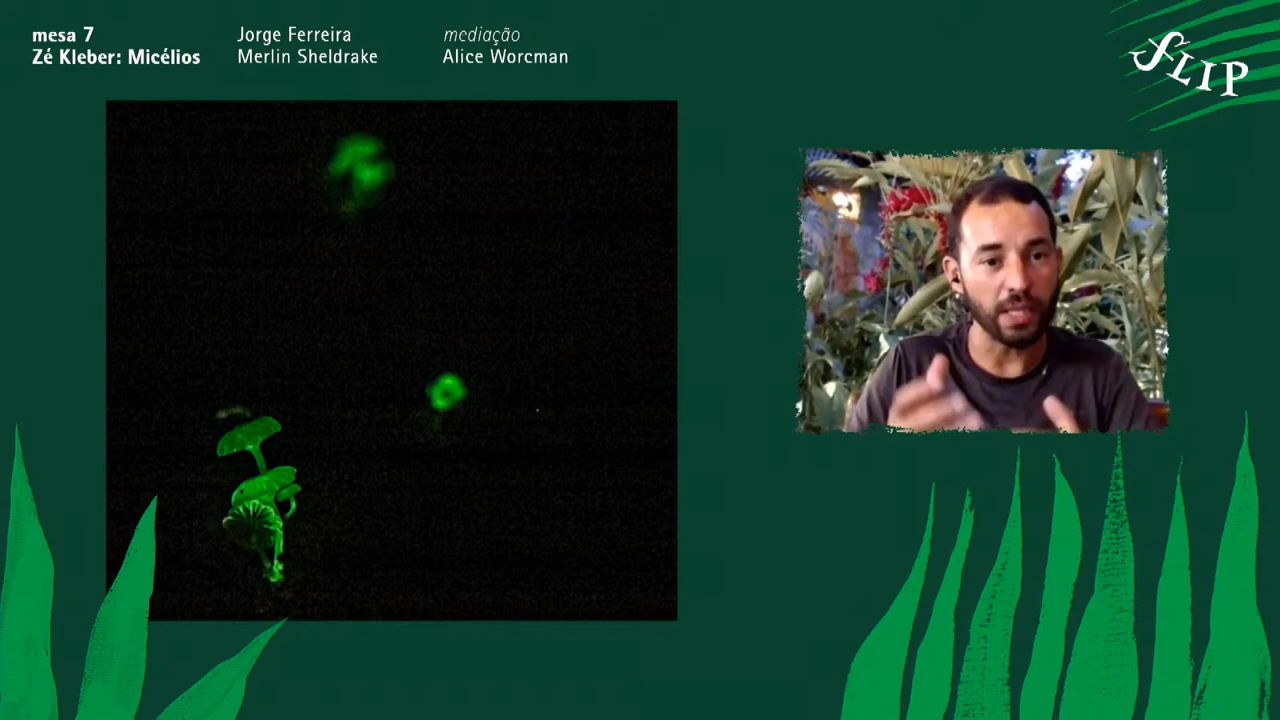 mesa 7
Zé Kleber: Micélios
Jorge Ferreira
Merlin Sheldrake
mediação
Alice Worcman
FLIP